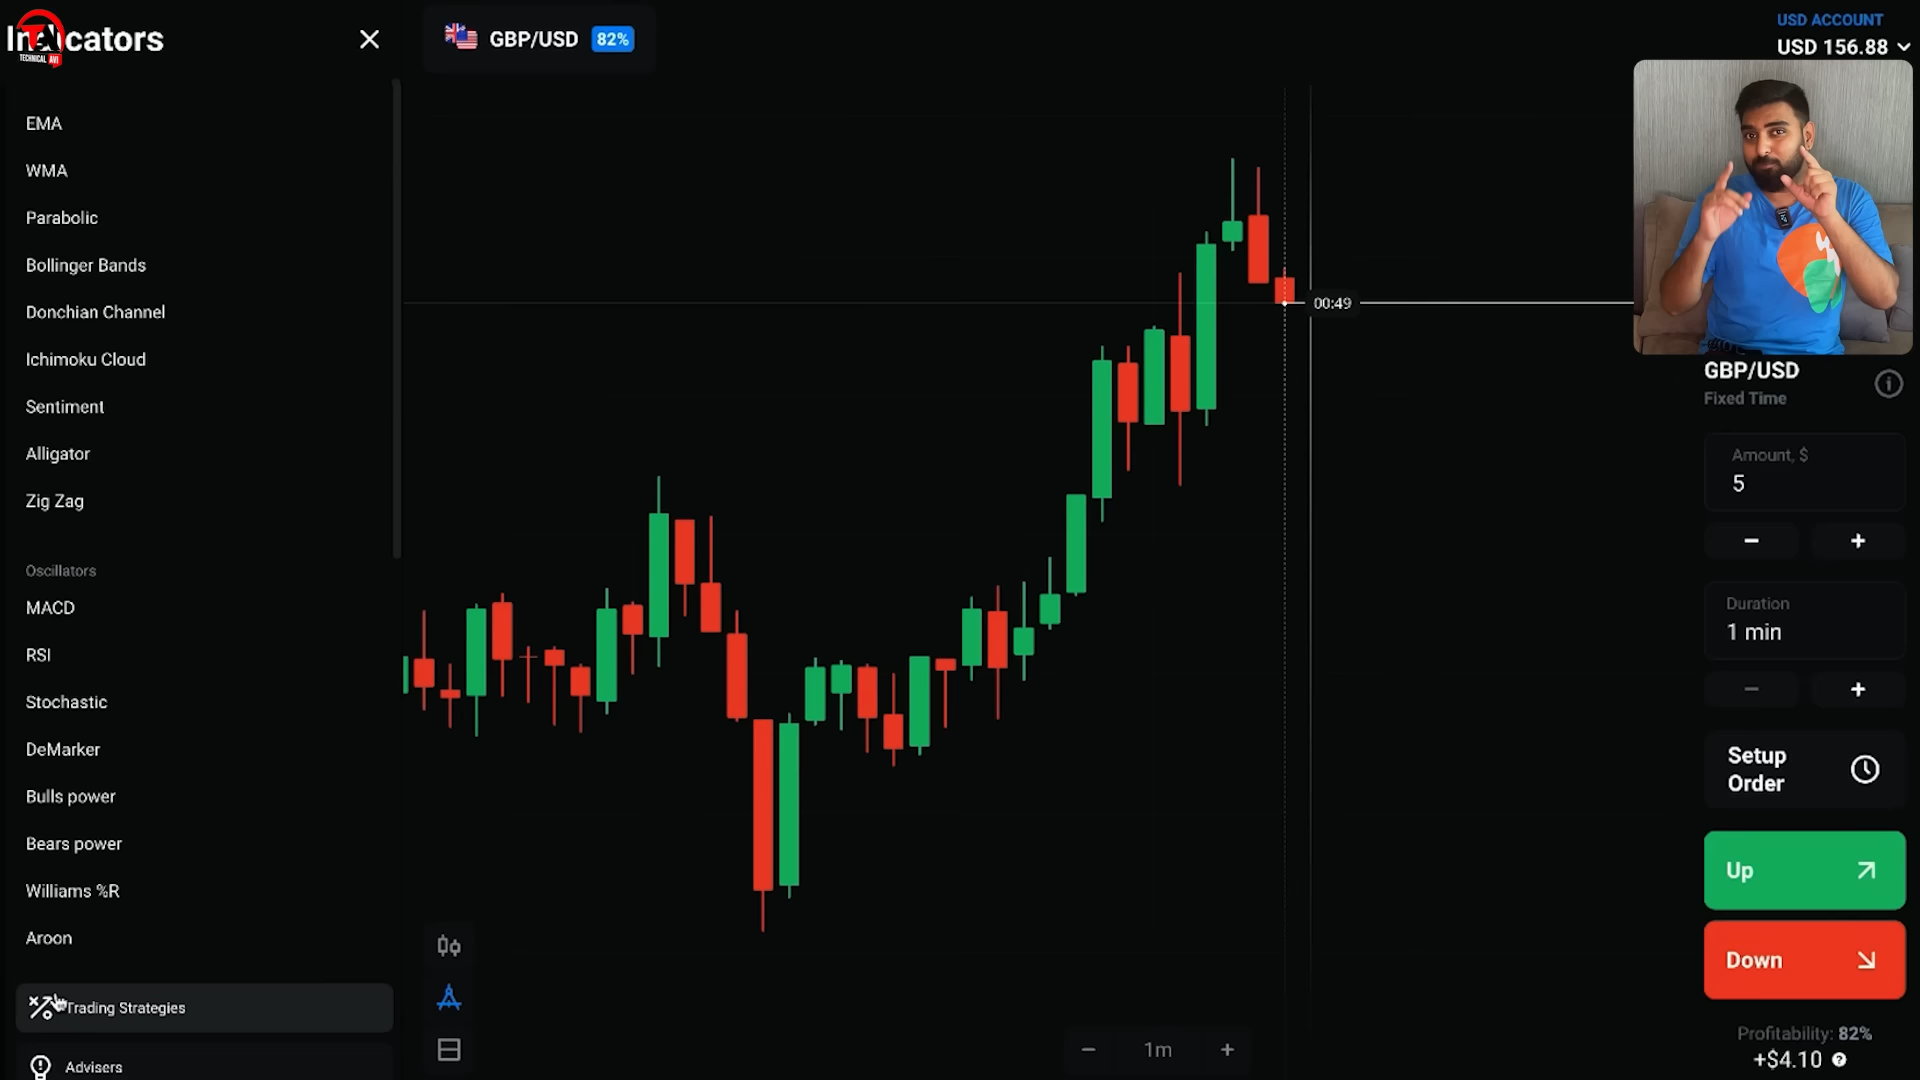 Indicators
TECHNICAL AVI
EMA
WMA
Parabolic
Bollinger Bands
Donchian Channel
Ichimoku Cloud
Sentiment
Alligator
Zig Zag
Oscillators
MACD
RSI
Stochastic
DeMarker
Bulls power
Bears power
Williams %R
Aroon
Trading Strategies
Advisers
GBP/USD 82%
00:49
1m
USD ACCOUNT
USD 156.88
GBP/USD
Fixed Time
Amount, $
5
Duration
1 min
Setup
Order
Up
Down
Profitability: 82%
+$4.10